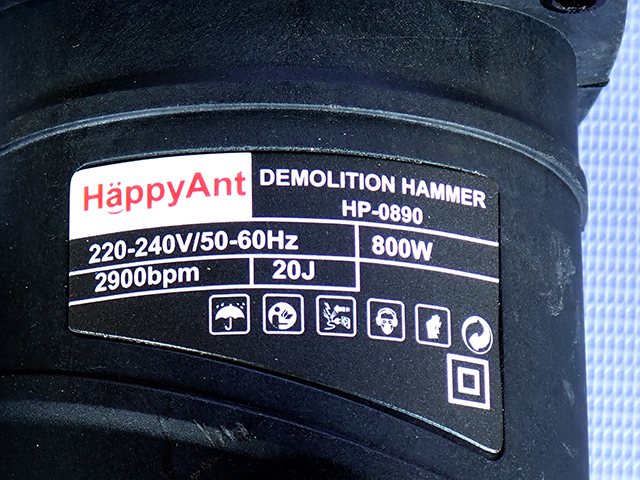 HäppyAnt
DEMOLITION HAMMER
HP-0890
220-240V/50-60Hz
800W
2900bpm
20J